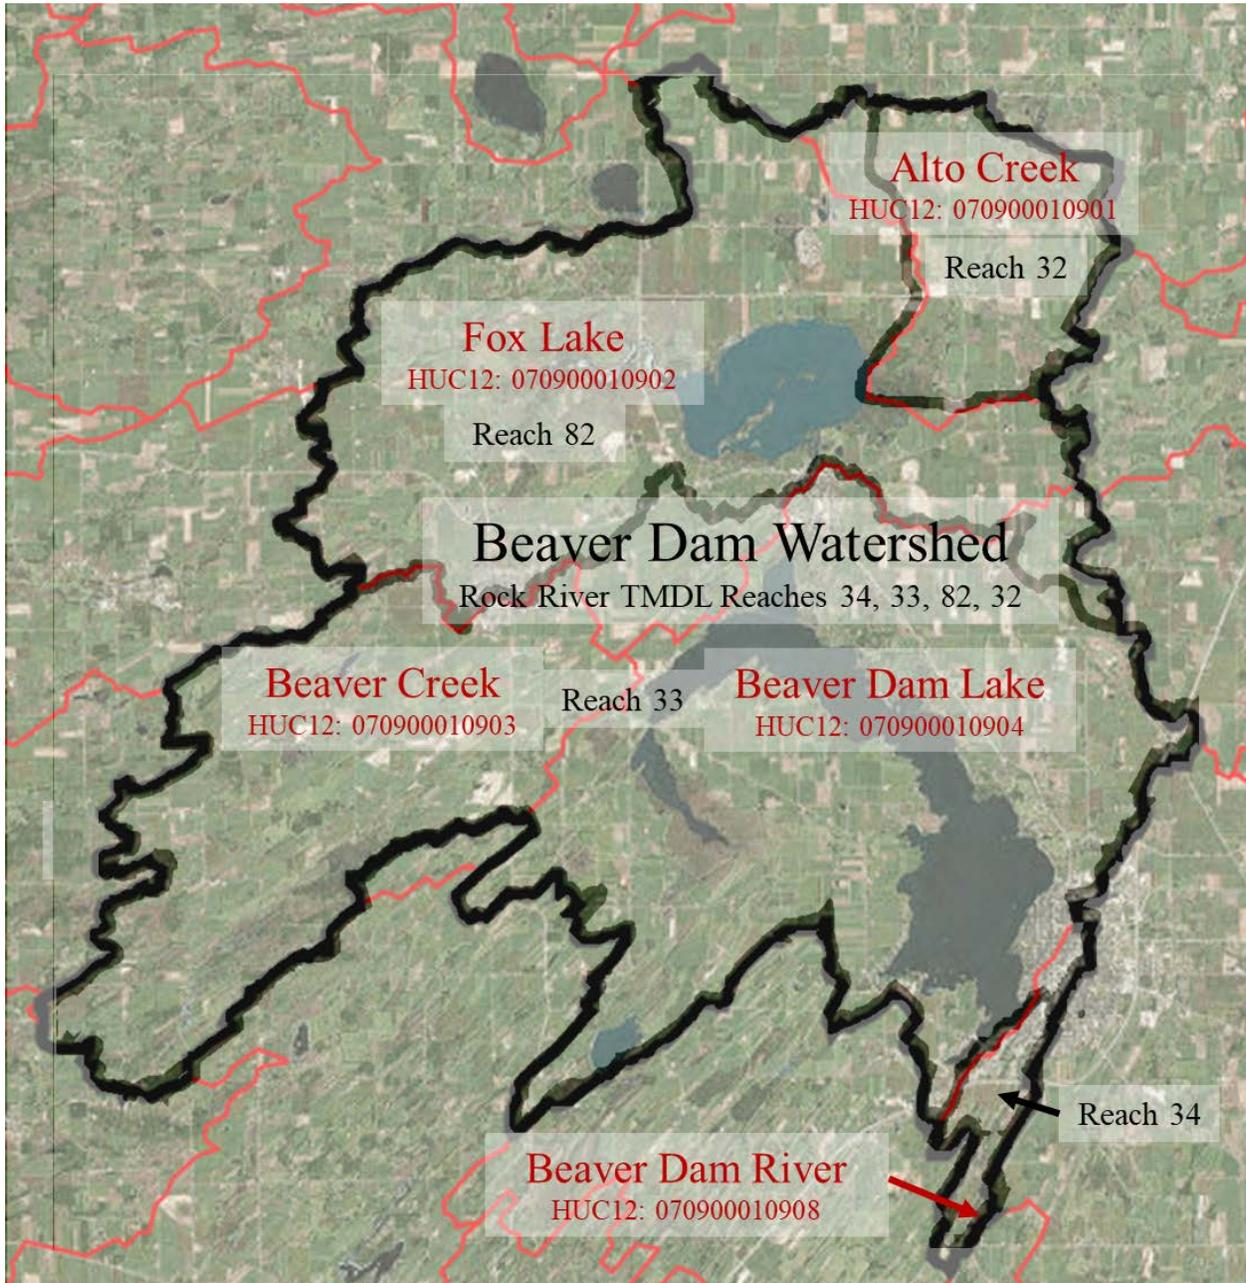 Alto Creek
HUC12: 070900010901
Reach 32
Fox Lake
HUC12: 070900010902
Reach 82
Beaver Dam Watershed
Rock River TMDL Reaches 34, 33, 82, 32
Beaver Creek
HUC12: 070900010903
Reach 33
Beaver Dam Lake
HUC12: 070900010904
Reach 34
Beaver Dam River
HUC12: 070900010908